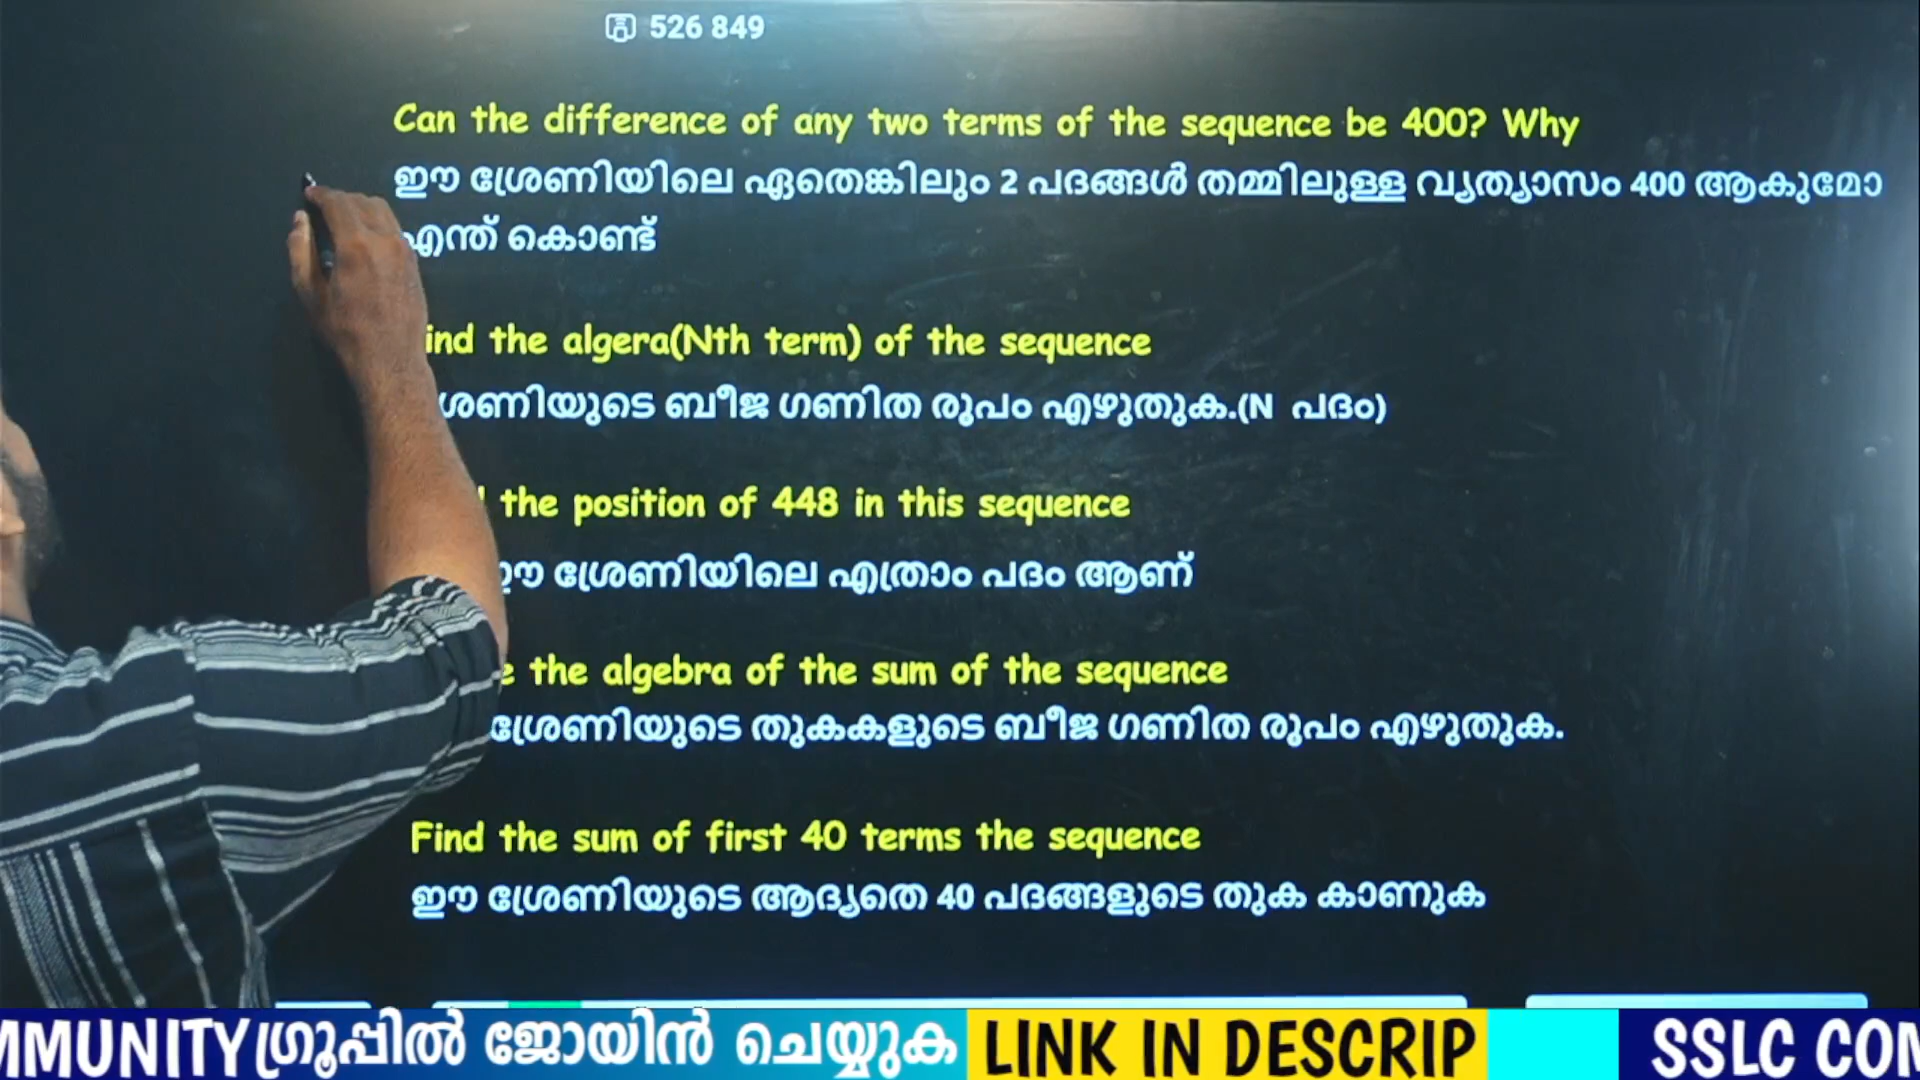 526 849
Can the difference of any two terms of the sequence be 400? Why
ഈ ശ്രേണിയിലെ ഏതെങ്കിലും 2 പദങ്ങൾ തമ്മിലുള്ള വ്യത്യാസം 400 ആകുമോ
എന്ത് കൊണ്ട്
ind the algera(Nth term) of the sequence
ശേണിയുടെ ബീജ ഗണിത രൂപം എഴുതുക.(N പദം)
the position of 448 in this sequence
ഈ ശ്രേണിയിലെ എത്രാം പദം ആണ്
e the algebra of the sum of the sequence
ശ്രേണിയുടെ തുകകളുടെ ബീജ ഗണിത രൂപം എഴുതുക.
Find the sum of first 40 terms the sequence
ഈ ശ്രേണിയുടെ ആദ്യതെ 40 പദങ്ങളുടെ തുക കാണുക
MMUNITY ഗ്രൂപ്പിൽ ജോയിൻ ചെയ്യുക LINK IN DESCRIP SSLC COM